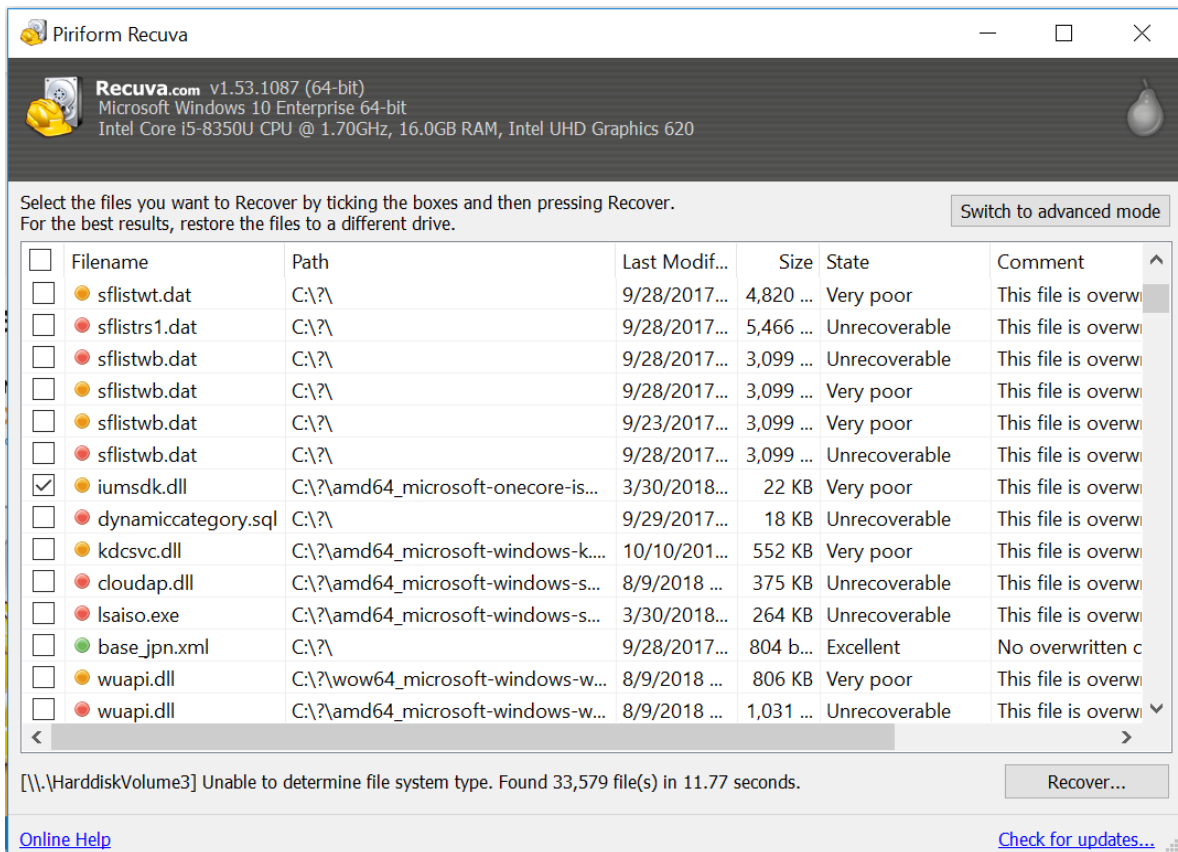 Piriform Recuva
Recuva.com v1.53.1087 (64-bit)
Microsoft Windows 10 Enterprise 64-bit
Intel Core i5-8350U CPU @ 1.70GHz, 16.0GB RAM, Intel UHD Graphics 620
Select the files you want to Recover by ticking the boxes and then pressing Recover.
For the best results, restore the files to a different drive.
Switch to advanced mode
Filename Path Last Modif... Size State Comment
sflistwt.dat C:\?\ 9/28/2017... 4,820 ... Very poor This file is overw
sflistrs1.dat C:\?\ 9/28/2017... 5,466 ... Unrecoverable This file is overw
sflistwb.dat C:\?\ 9/28/2017... 3,099 ... Unrecoverable This file is overw
sflistwb.dat C:\?\ 9/28/2017... 3,099 ... Very poor This file is overw
sflistwb.dat C:\?\ 9/23/2017... 3,099 ... Very poor This file is overw
sflistwb.dat C:\?\ 9/28/2017... 3,099 ... Unrecoverable This file is overw
iumsdk.dll C:\?\amd64_microsoft-onecore-is... 3/30/2018... 22 KB Very poor This file is overw
dynamiccategory.sql C:\?\ 9/29/2017... 18 KB Unrecoverable This file is overw
kdcsvc.dll C:\?\amd64_microsoft-windows-k.... 10/10/201... 552 KB Very poor This file is overw
cloudap.dll C:\?\amd64_microsoft-windows-s... 8/9/2018 ... 375 KB Unrecoverable This file is overw
lsaiso.exe C:\?\amd64_microsoft-windows-s... 3/30/2018... 264 KB Unrecoverable This file is overw
base_jpn.xml C:\?\ 9/28/2017... 804 b... Excellent No overwritten c
wuapi.dll C:\?\wow64_microsoft-windows-w... 8/9/2018 ... 806 KB Very poor This file is overw
wuapi.dll C:\?\amd64_microsoft-windows-w... 8/9/2018 ... 1,031 ... Unrecoverable This file is overw
[\\.\HarddiskVolume3] Unable to determine file system type. Found 33,579 file(s) in 11.77 seconds.
Recover...
Online Help
Check for updates...